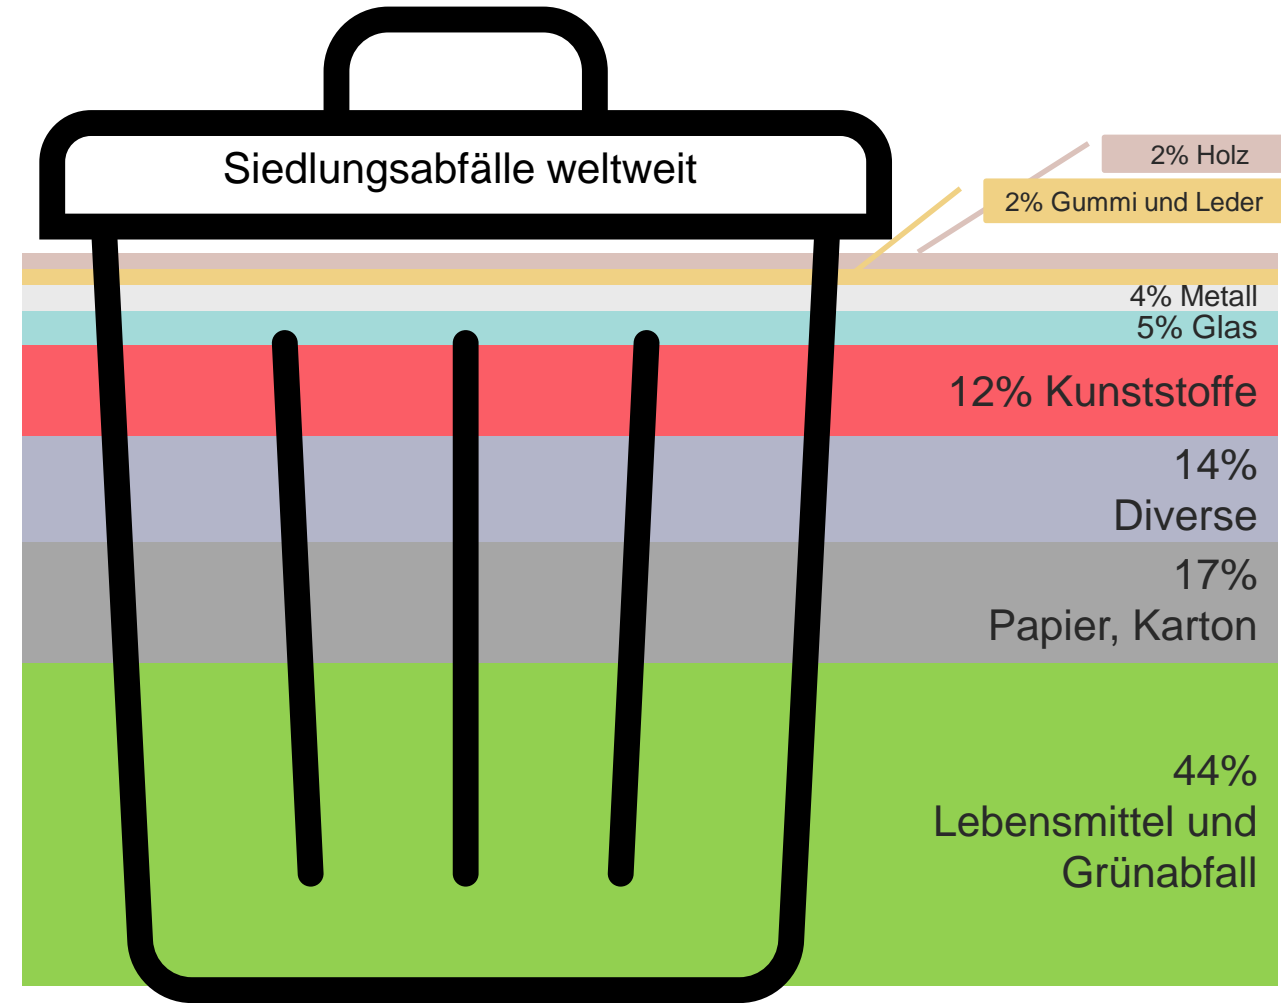 Siedlungsabfälle weltweit
2% Holz
2% Gummi und Leder
4% Metall
5% Glas
12% Kunststoffe
14%
Diverse
17%
Papier, Karton
44%
Lebensmittel und
Grünabfall